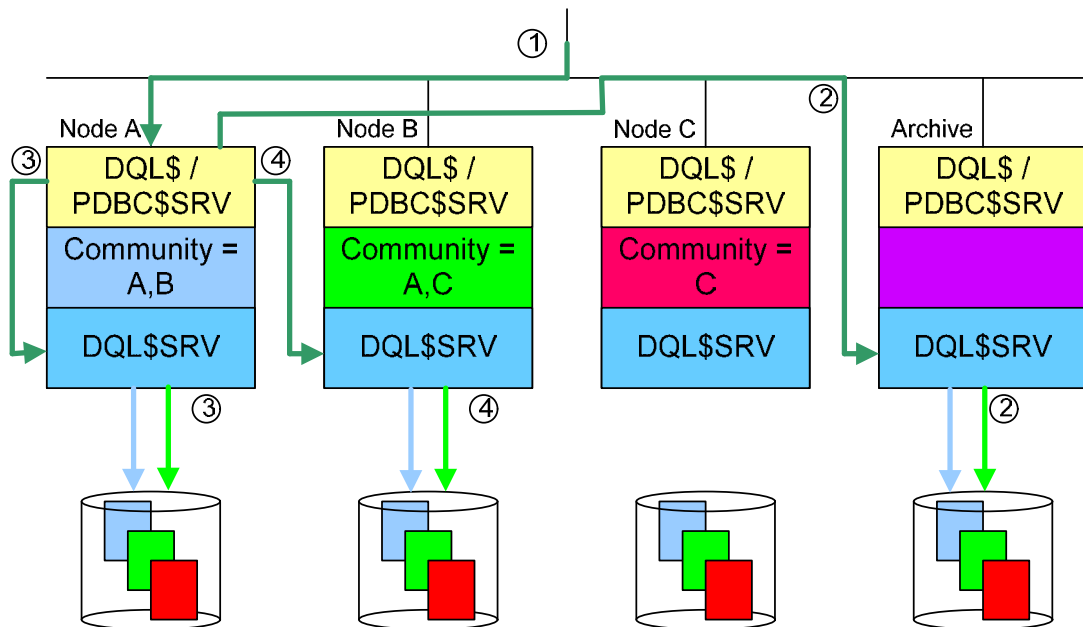 ①
②
Node A
Node B
Node C
Archive
③
④
DQL$ /
PDBC$SRV
DQL$ /
PDBC$SRV
DQL$ /
PDBC$SRV
DQL$ /
PDBC$SRV
Community =
A,B
Community =
A,C
Community =
C
DQL$SRV
DQL$SRV
DQL$SRV
DQL$SRV
③
④
②